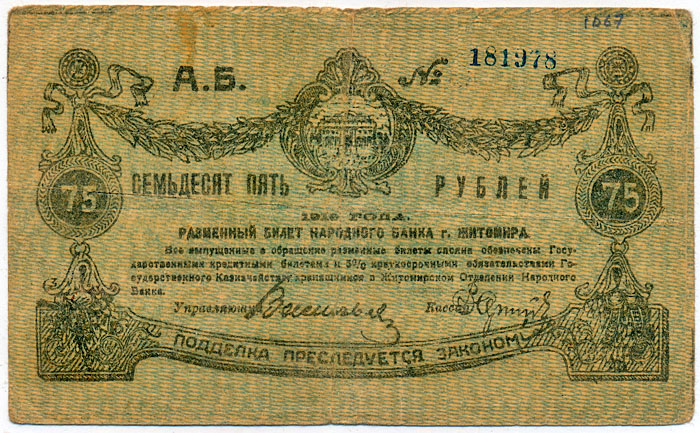 1667
А.Б. № 181978
75 СЕМЬДЕСЯТ ПЯТЬ РУБЛЕЙ 75
1919 ГОДА.
РАЗМЕННЫЙ БИЛЕТ НАРОДНОГО БАНКА г. ЖИТОМИРА.
Все выпущенные в обращение разменные билеты сполна обезпечены Госу-
дарственными кредитными билетами и 5% краткосрочными обязательствами Го-
сударственного Казначейства, хранящимися в Житомирском Отделении Народного
Банка.
Управляющий Кассир
ПОДДЕЛКА ПРЕСЛЕДУЕТСЯ ЗАКОНОМ